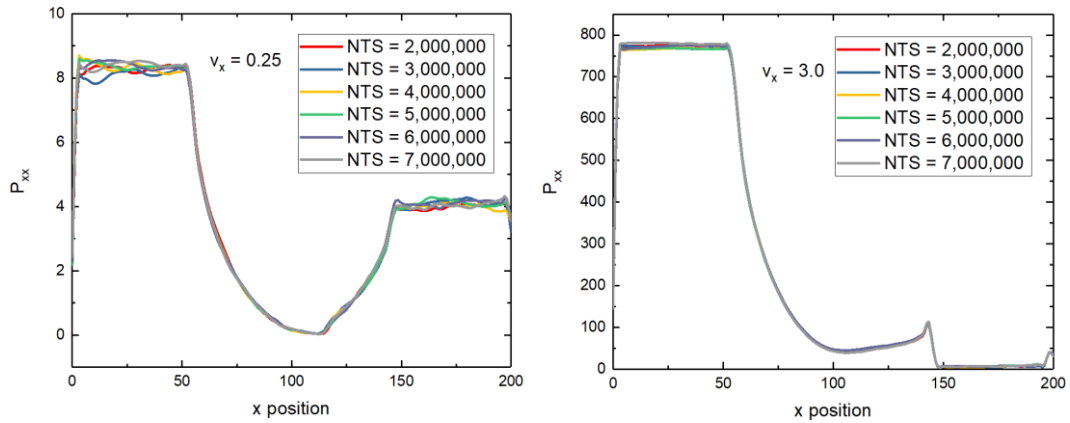 10
8
6
4
2
0
P_xx
0
50
100
150
200
x position
v_x = 0.25
NTS = 2,000,000
NTS = 3,000,000
NTS = 4,000,000
NTS = 5,000,000
NTS = 6,000,000
NTS = 7,000,000
800
700
600
500
400
300
200
100
0
P_xx
0
50
100
150
200
x position
v_x = 3.0
NTS = 2,000,000
NTS = 3,000,000
NTS = 4,000,000
NTS = 5,000,000
NTS = 6,000,000
NTS = 7,000,000